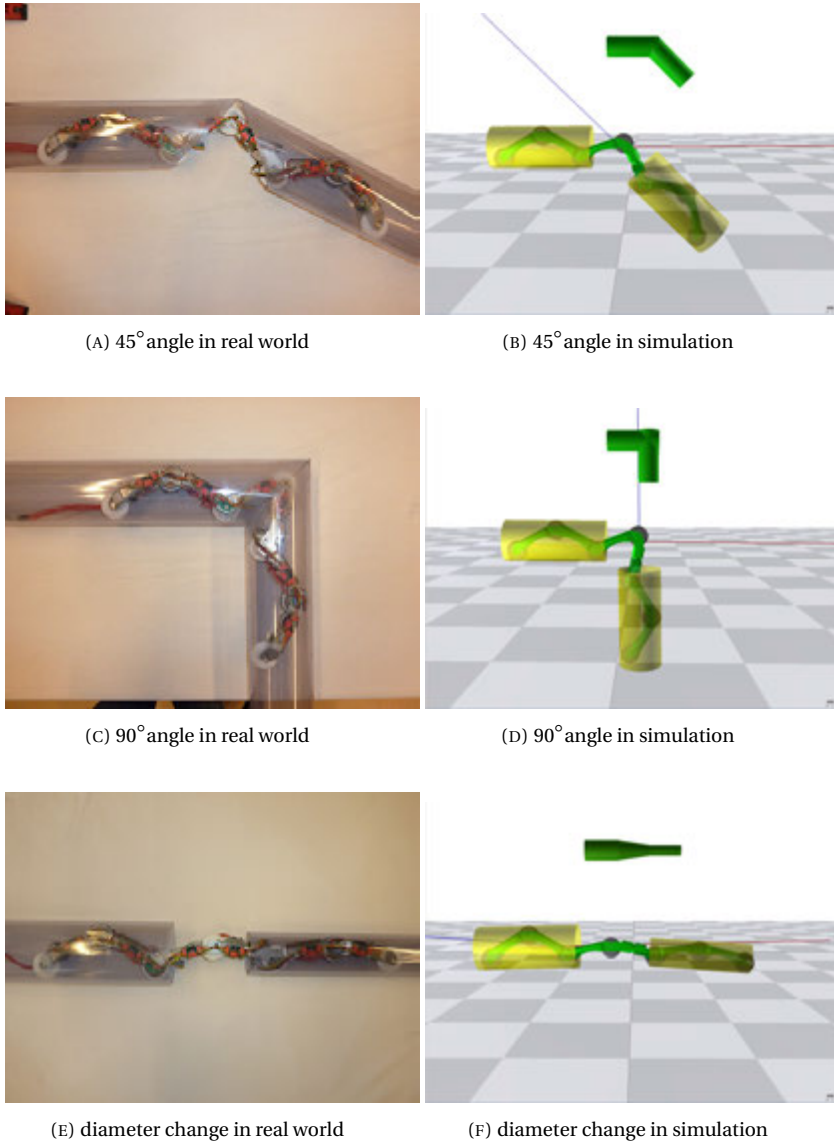 (A) 45° angle in real world
(B) 45° angle in simulation
(C) 90° angle in real world
(D) 90° angle in simulation
(E) diameter change in real world
(F) diameter change in simulation